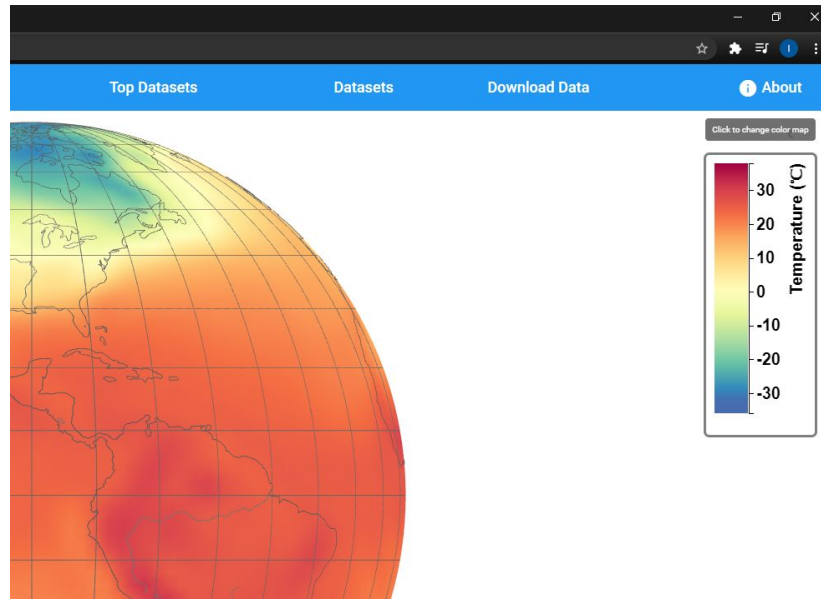 Top Datasets
Datasets
Download Data
i About
Click to change color map
30
20
10
0
-10
-20
-30
Temperature (℃)
I